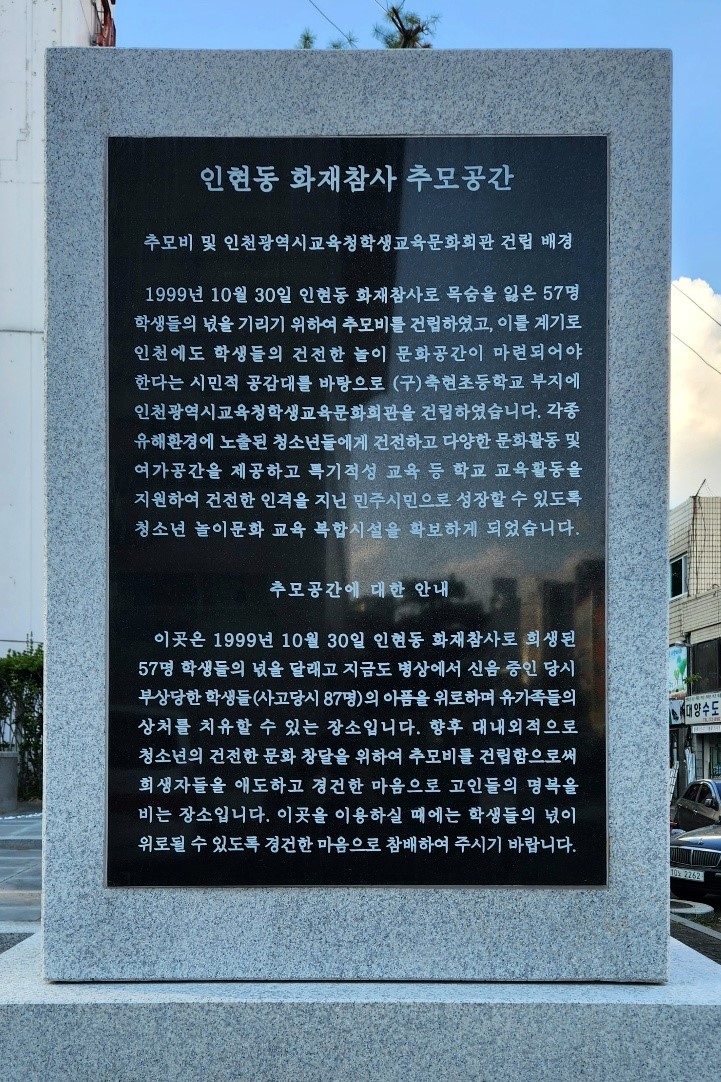 인현동 화재참사 추모공간
추모비 및 인천광역시교육청학생교육문화회관 건립 배경
1999년 10월 30일 인현동 화재참사로 목숨을 잃은 57명
학생들의 넋을 기리기 위하여 추모비를 건립하였고, 이를 계기로
인천에도 학생들의 건전한 놀이 문화공간이 마련되어야
한다는 시민적 공감대를 바탕으로 (구)축현초등학교 부지에
인천광역시교육청학생교육문화회관을 건립하였습니다. 각종
유해환경에 노출된 청소년들에게 건전하고 다양한 문화활동 및
여가공간을 제공하고 특기적성 교육 등 학교 교육활동을
지원하여 건전한 인격을 지닌 민주시민으로 성장할 수 있도록
청소년 놀이문화 교육 복합시설을 확보하게 되었습니다.
추모공간에 대한 안내
이곳은 1999년 10월 30일 인현동 화재참사로 희생된
57명 학생들의 넋을 달래고 지금도 병상에서 신음 중인 당시
부상당한 학생들(사고당시 87명)의 아픔을 위로하며 유가족들의
상처를 치유할 수 있는 장소입니다. 향후 대내외적으로
청소년의 건전한 문화 창달을 위하여 추모비를 건립함으로써
희생자들을 애도하고 경건한 마음으로 고인들의 명복을
비는 장소입니다. 이곳을 이용하실 때에는 학생들의 넋이
위로될 수 있도록 경건한 마음으로 참배하여 주시기 바랍니다.
대양수도
2262